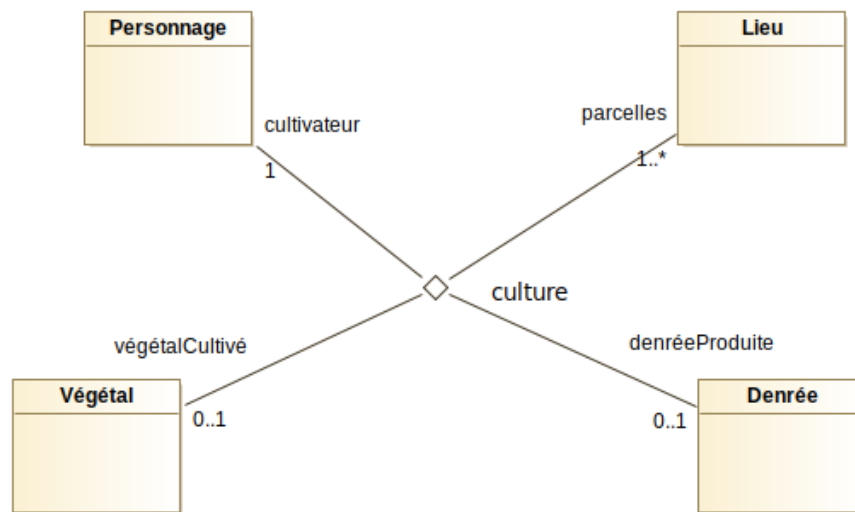 Personnage
Lieu
cultivateur
parcelles
1
1..*
culture
végétalCultivé
denréeProduite
Végétal
Denrée
0..1
0..1